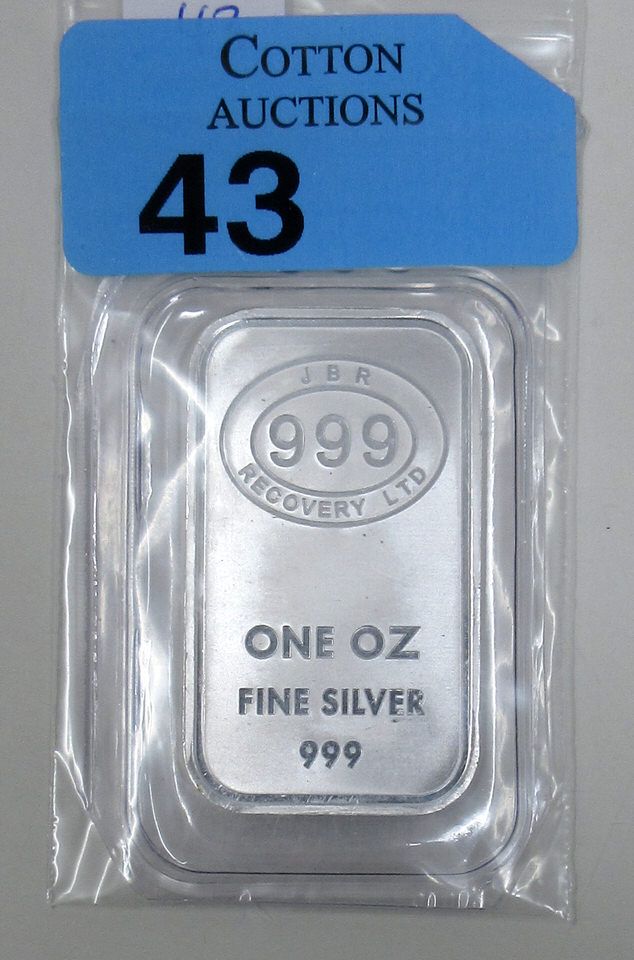 COTTON
AUCTIONS
43
JBR
999
RECOVERY LTD
ONE OZ
FINE SILVER
999